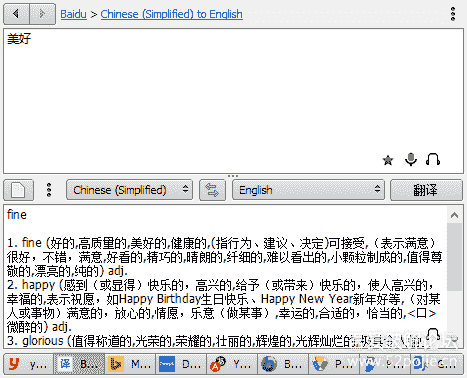 Baidu > Chinese (Simplified) to English
美好
Chinese (Simplified)
English
翻译
fine
1. fine (好的,高质量的,美好的,健康的,(指行为、建议、决定)可接受,（表示满意）
很好，不错，满意,好看的,精巧的,晴朗的,纤细的,难以看出的,小颗粒制成的,值得尊
敬的,漂亮的,纯的) adj.
2. happy (感到（或显得）快乐的，高兴的,给予（或带来）快乐的，使人高兴的，
幸福的,表示祝愿，如Happy Birthday生日快乐、Happy New Year新年好等,（对某
人或事物）满意的，放心的,情愿，乐意（做某事）,幸运的,合适的，恰当的,<口>
微醉的) adj.
3. glorious (值得称道的,光荣的,荣耀的,壮丽的,辉煌的,光辉灿烂的
y...
B...
M...
D...
Y...
B...
P...
s...
J...
C...